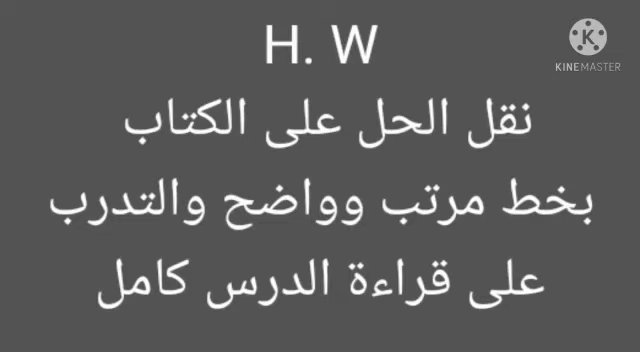 H. W
KINEMASTER
نقل الحل على الكتاب
بخط مرتب وواضح والتدرب
على قراءة الدرس كامل